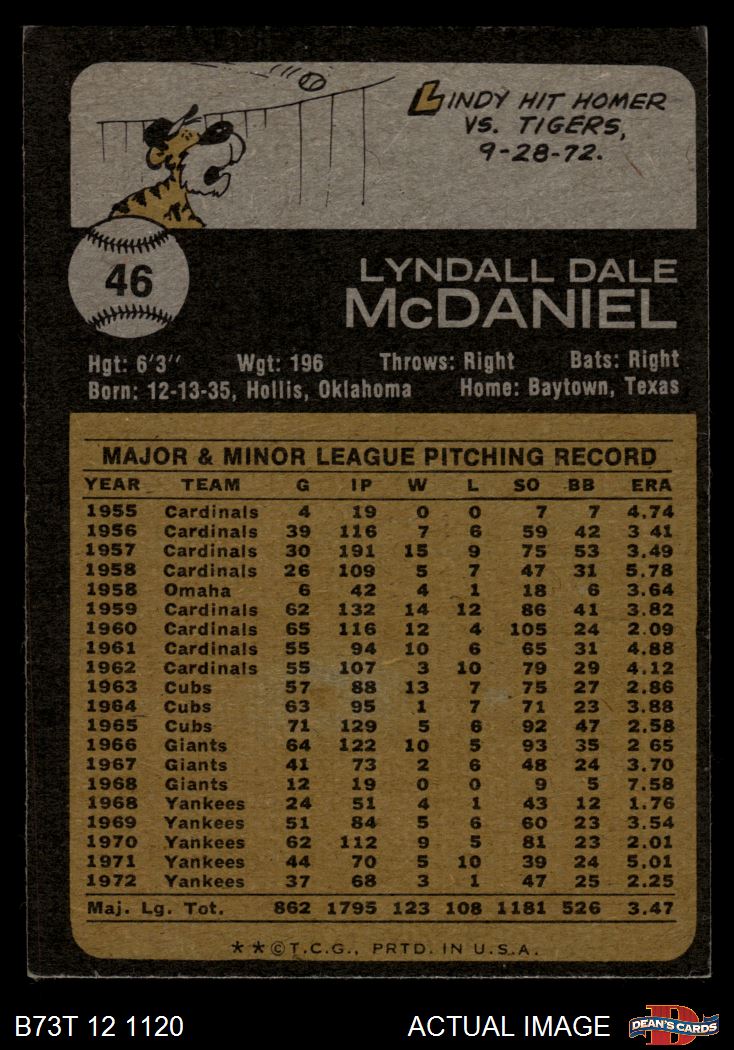 LINDY HIT HOMER
VS. TIGERS,
9-28-72.
46
LYNDALL DALE
McDANIEL
Hgt: 6'3" Wgt: 196 Throws: Right Bats: Right
Born: 12-13-35, Hollis, Oklahoma Home: Baytown, Texas
MAJOR & MINOR LEAGUE PITCHING RECORD
YEAR TEAM G IP W L SO BB ERA
1955 Cardinals 4 19 0 0 7 7 4.74
1956 Cardinals 39 116 7 6 59 42 3 41
1957 Cardinals 30 191 15 9 75 53 3.49
1958 Cardinals 26 109 5 7 47 31 5.78
1958 Omaha 6 42 4 1 18 6 3.64
1959 Cardinals 62 132 14 12 86 41 3.82
1960 Cardinals 65 116 12 4 105 24 2.09
1961 Cardinals 55 94 10 6 65 31 4.88
1962 Cardinals 55 107 3 10 79 29 4.12
1963 Cubs 57 88 13 7 75 27 2.86
1964 Cubs 63 95 1 7 71 23 3.88
1965 Cubs 71 129 5 6 92 47 2.58
1966 Giants 64 122 10 5 93 35 2 65
1967 Giants 41 73 2 6 48 24 3.70
1968 Giants 12 19 0 0 9 5 7.58
1968 Yankees 24 51 4 1 43 12 1.76
1969 Yankees 51 84 5 6 60 23 3.54
1970 Yankees 62 112 9 5 81 23 2.01
1971 Yankees 44 70 5 10 39 24 5.01
1972 Yankees 37 68 3 1 47 25 2.25
Maj. Lg. Tot. 862 1795 123 108 1181 526 3.47
**©T.C.G., PRTD. IN U.S.A.
B73T 12 1120 ACTUAL IMAGE DEAN'S CARDS